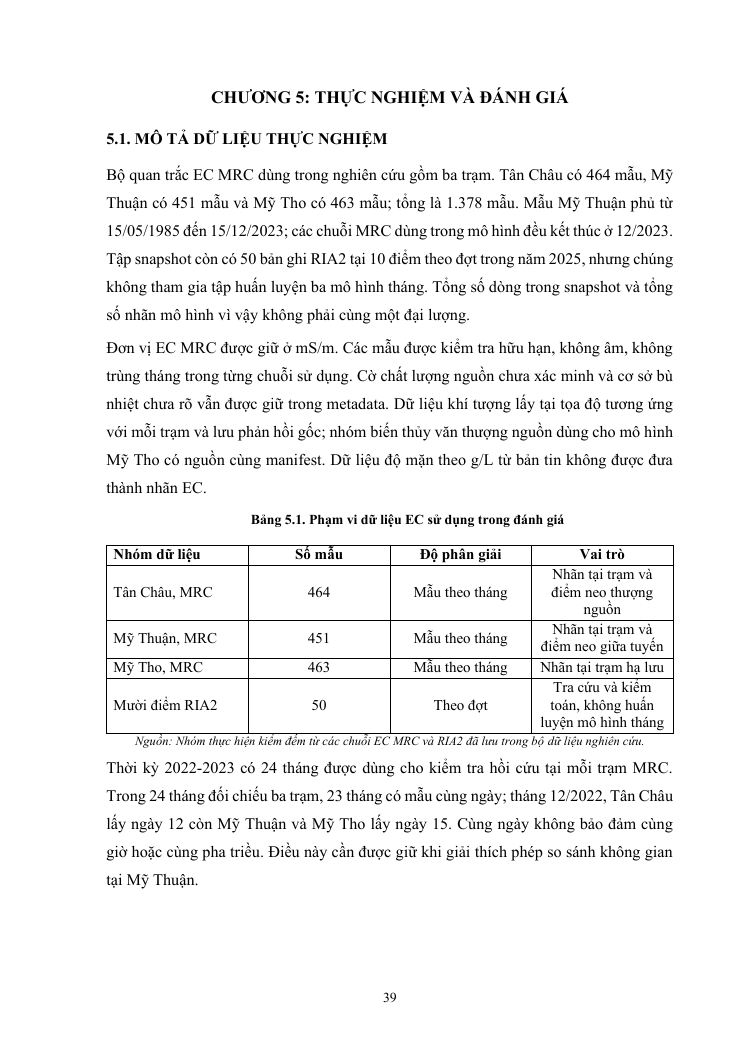 CHƯƠNG 5: THỰC NGHIỆM VÀ ĐÁNH GIÁ
5.1. MÔ TẢ DỮ LIỆU THỰC NGHIỆM
Bộ quan trắc EC MRC dùng trong nghiên cứu gồm ba trạm. Tân Châu có 464 mẫu, Mỹ
Thuận có 451 mẫu và Mỹ Tho có 463 mẫu; tổng là 1.378 mẫu. Mẫu Mỹ Thuận phủ từ
15/05/1985 đến 15/12/2023; các chuỗi MRC dùng trong mô hình đều kết thúc ở 12/2023.
Tập snapshot còn có 50 bản ghi RIA2 tại 10 điểm theo đợt trong năm 2025, nhưng chúng
không tham gia tập huấn luyện ba mô hình tháng. Tổng số dòng trong snapshot và tổng
số nhãn mô hình vì vậy không phải cùng một đại lượng.
Đơn vị EC MRC được giữ ở mS/m. Các mẫu được kiểm tra hữu hạn, không âm, không
trùng tháng trong từng chuỗi sử dụng. Cờ chất lượng nguồn chưa xác minh và cơ sở bù
nhiệt chưa rõ vẫn được giữ trong metadata. Dữ liệu khí tượng lấy tại tọa độ tương ứng
với mỗi trạm và lưu phản hồi gốc; nhóm biến thủy văn thượng nguồn dùng cho mô hình
Mỹ Tho có nguồn cùng manifest. Dữ liệu độ mặn theo g/L từ bản tin không được đưa
thành nhãn EC.
Bảng 5.1. Phạm vi dữ liệu EC sử dụng trong đánh giá
Nhóm dữ liệu Số mẫu Độ phân giải Vai trò
Tân Châu, MRC 464 Mẫu theo tháng Nhãn tại trạm và
điểm neo thượng
nguồn
Mỹ Thuận, MRC 451 Mẫu theo tháng Nhãn tại trạm và
điểm neo giữa tuyến
Mỹ Tho, MRC 463 Mẫu theo tháng Nhãn tại trạm hạ lưu
Mười điểm RIA2 50 Theo đợt Tra cứu và kiểm
toán, không huấn
luyện mô hình tháng
Nguồn: Nhóm thực hiện kiểm đếm từ các chuỗi EC MRC và RIA2 đã lưu trong bộ dữ liệu nghiên cứu.
Thời kỳ 2022-2023 có 24 tháng được dùng cho kiểm tra hồi cứu tại mỗi trạm MRC.
Trong 24 tháng đối chiếu ba trạm, 23 tháng có mẫu cùng ngày; tháng 12/2022, Tân Châu
lấy ngày 12 còn Mỹ Thuận và Mỹ Tho lấy ngày 15. Cùng ngày không bảo đảm cùng
giờ hoặc cùng pha triều. Điều này cần được giữ khi giải thích phép so sánh không gian
tại Mỹ Thuận.
39